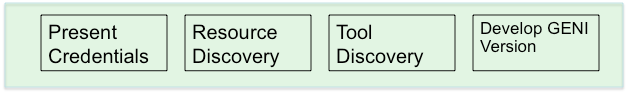 Present
Credentials
Resource
Discovery
Tool
Discovery
Develop GENI
Version